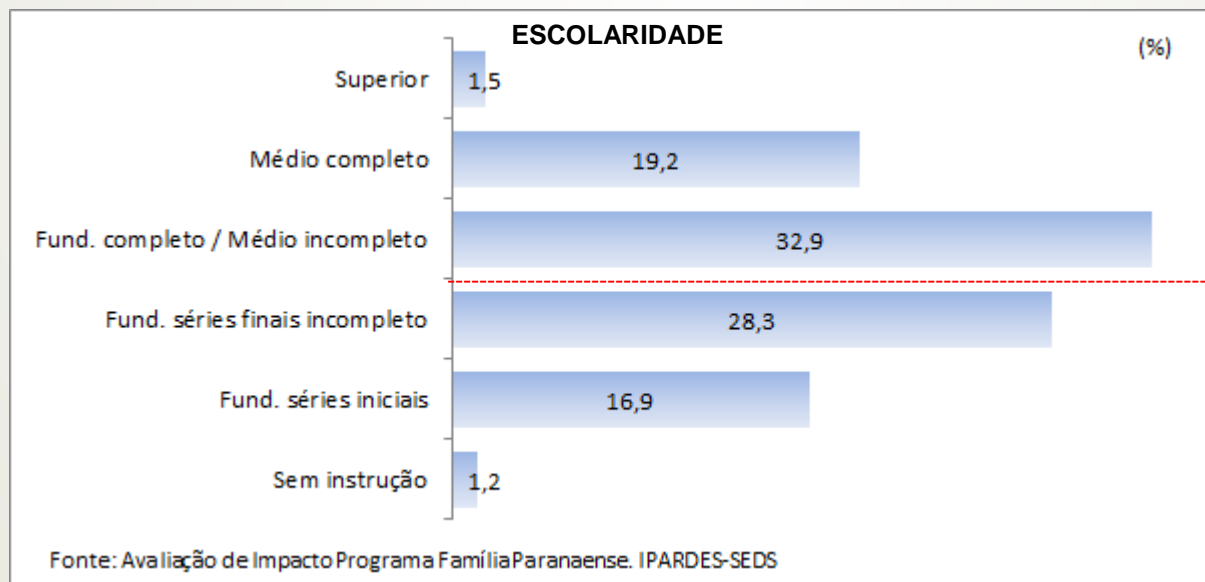 ESCOLARIDADE
(%)
Superior 1,5
Médio completo 19,2
Fund. completo / Médio incompleto 32,9
Fund. séries finais incompleto 28,3
Fund. séries iniciais 16,9
Sem instrução 1,2
Fonte: Avaliação de Impacto Programa Família Paranaense. IPARDES-SEDS